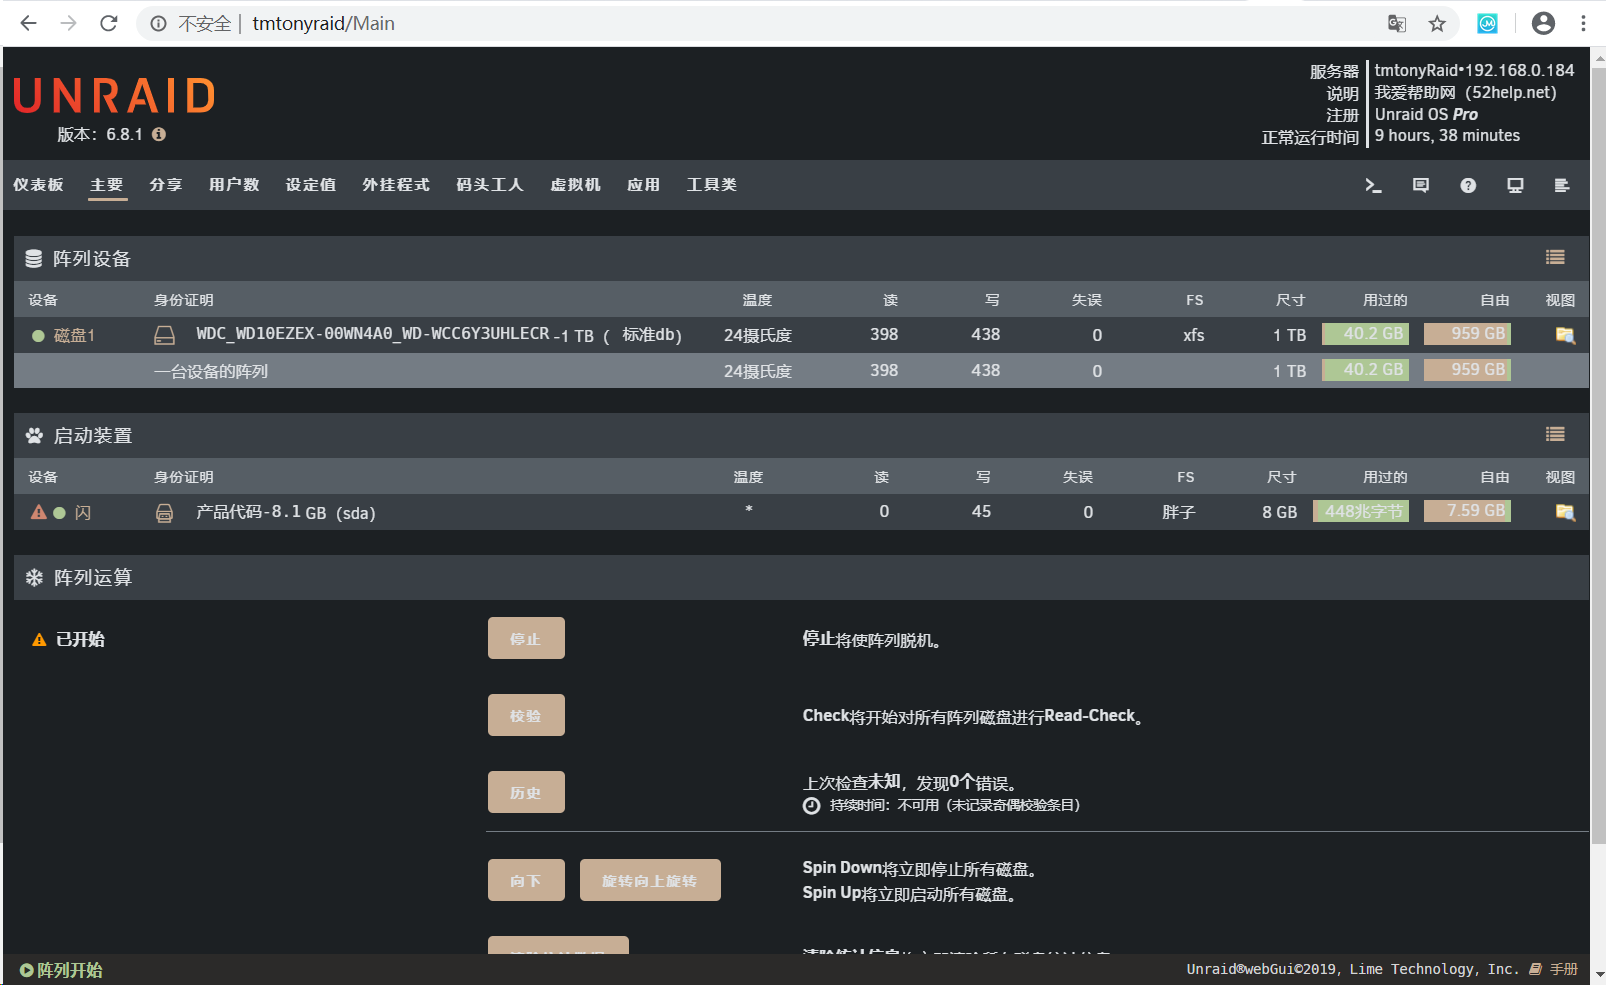 不安全 | tmtonyraid/Main
UNRAID
版本：6.8.1
服务器 tmtonyRaid•192.168.0.184
说明 我爱帮助网（52help.net）
注册 Unraid OS Pro
正常运行时间 9 hours, 38 minutes
仪表板 主要 分享 用户数 设定值 外挂程式 码头工人 虚拟机 应用 工具类
阵列设备
设备 身份证明 温度 读 写 失误 FS 尺寸 用过的 自由 视图
磁盘1 WDC_WD10EZEX-00WN4A0_WD-WCC6Y3UHLECR -1 TB ( 标准db) 24摄氏度 398 438 0 xfs 1 TB 40.2 GB 959 GB
一台设备的阵列 24摄氏度 398 438 0 1 TB 40.2 GB 959 GB
启动装置
设备 身份证明 温度 读 写 失误 FS 尺寸 用过的 自由 视图
闪 产品代码-8.1 GB（sda） * 0 45 0 胖子 8 GB 448兆字节 7.59 GB
阵列运算
已开始 停止 停止将使阵列脱机。
校验 Check将开始对所有阵列磁盘进行Read-Check。
历史 上次检查未知，发现0个错误。
持续时间：不可用（未记录奇偶校验条目）
向下 旋转向上旋转 Spin Down将立即停止所有磁盘。
Spin Up将立即启动所有磁盘。
阵列开始 Unraid®webGui©2019, Lime Technology, Inc. 手册